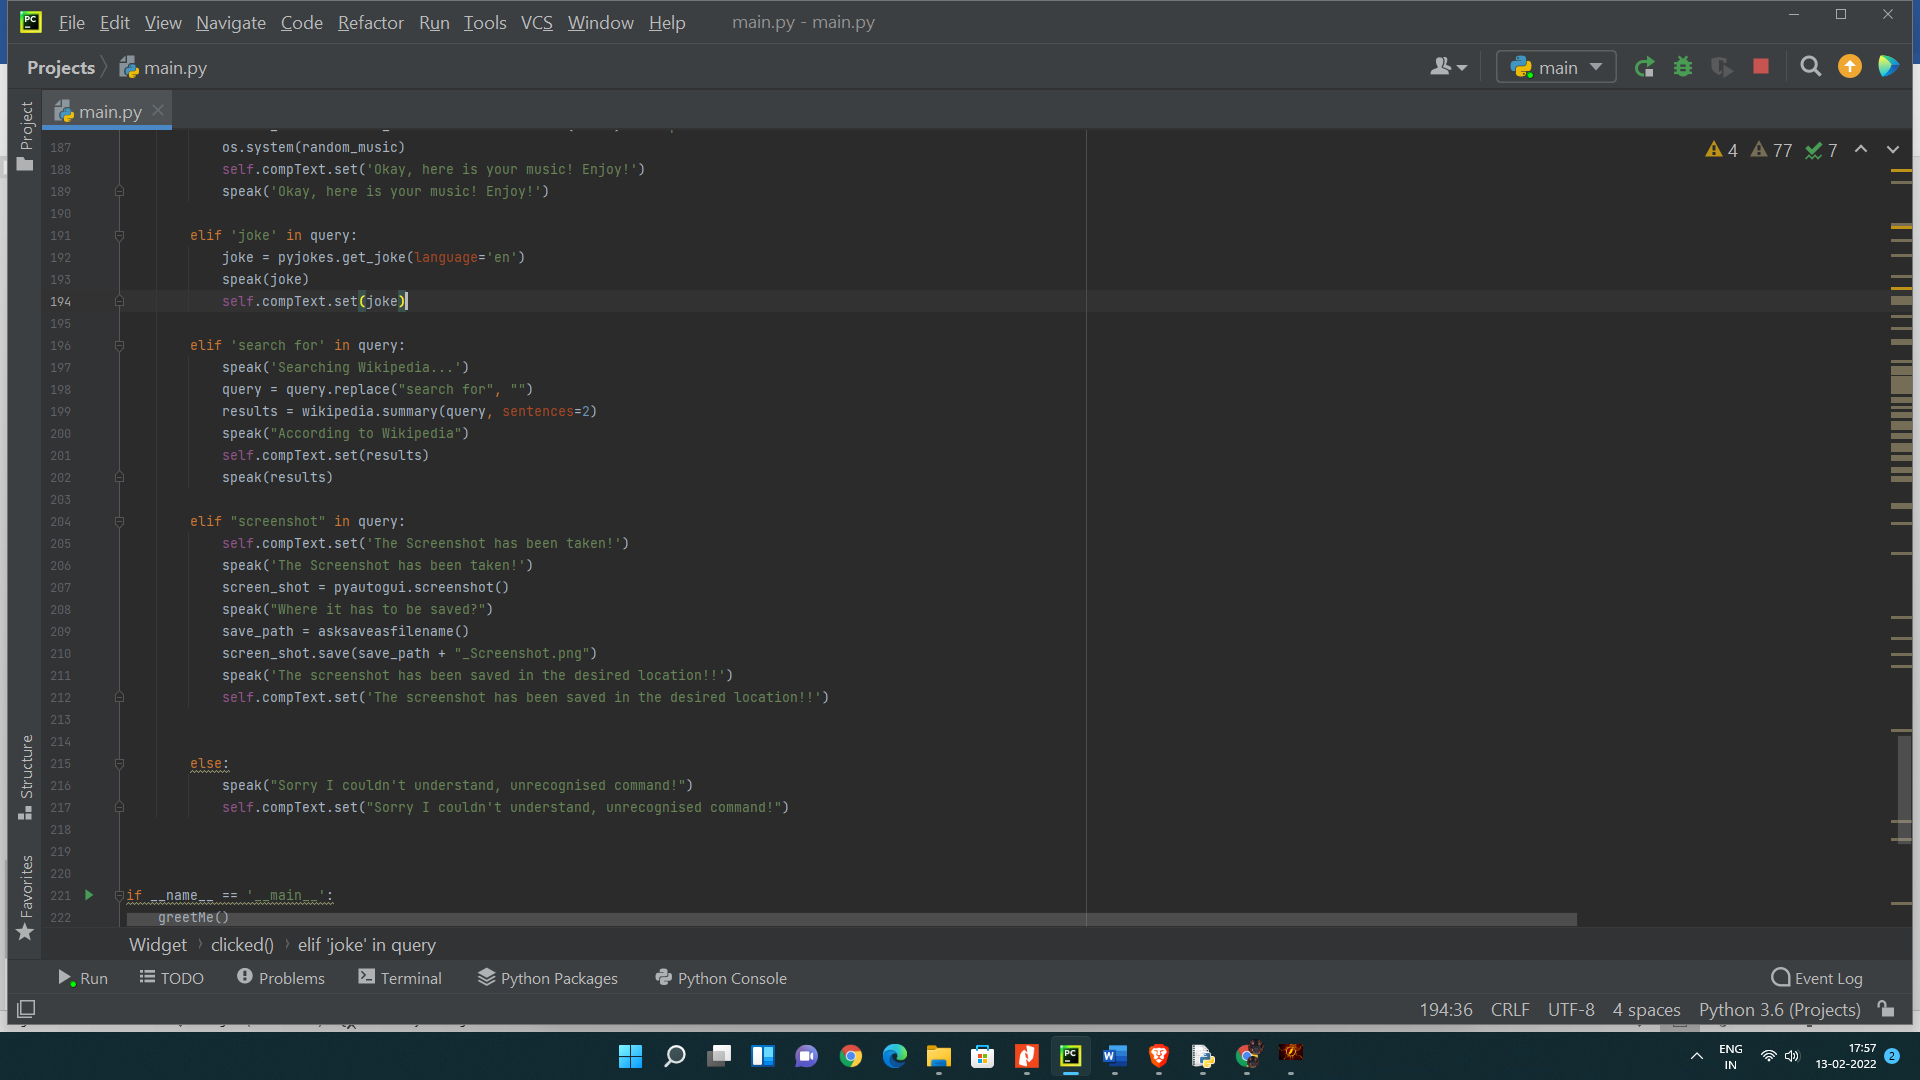 File Edit View Navigate Code Refactor Run Tools VCS Window Help main.py - main.py
Projects main.py main
main.py
Project
4 77 7
187 os.system(random_music)
188 self.compText.set('Okay, here is your music! Enjoy!')
189 speak('Okay, here is your music! Enjoy!')
190
191 elif 'joke' in query:
192 joke = pyjokes.get_joke(language='en')
193 speak(joke)
194 self.compText.set(joke)
195
196 elif 'search for' in query:
197 speak('Searching Wikipedia...')
198 query = query.replace("search for", "")
199 results = wikipedia.summary(query, sentences=2)
200 speak("According to Wikipedia")
201 self.compText.set(results)
202 speak(results)
203
204 elif "screenshot" in query:
205 self.compText.set('The Screenshot has been taken!')
206 speak('The Screenshot has been taken!')
207 screen_shot = pyautogui.screenshot()
208 speak("Where it has to be saved?")
209 save_path = asksaveasfilename()
210 screen_shot.save(save_path + "_Screenshot.png")
211 speak('The screenshot has been saved in the desired location!!')
212 self.compText.set('The screenshot has been saved in the desired location!!')
213
214
215 else:
216 speak("Sorry I couldn't understand, unrecognised command!")
217 self.compText.set("Sorry I couldn't understand, unrecognised command!")
218
219
220
221 if __name__ == '__main__':
222 greetMe()
Structure
Favorites
Widget clicked() elif 'joke' in query
Run TODO Problems Terminal Python Packages Python Console Event Log
194:36 CRLF UTF-8 4 spaces Python 3.6 (Projects)
ENG
IN
17:57
13-02-2022
2